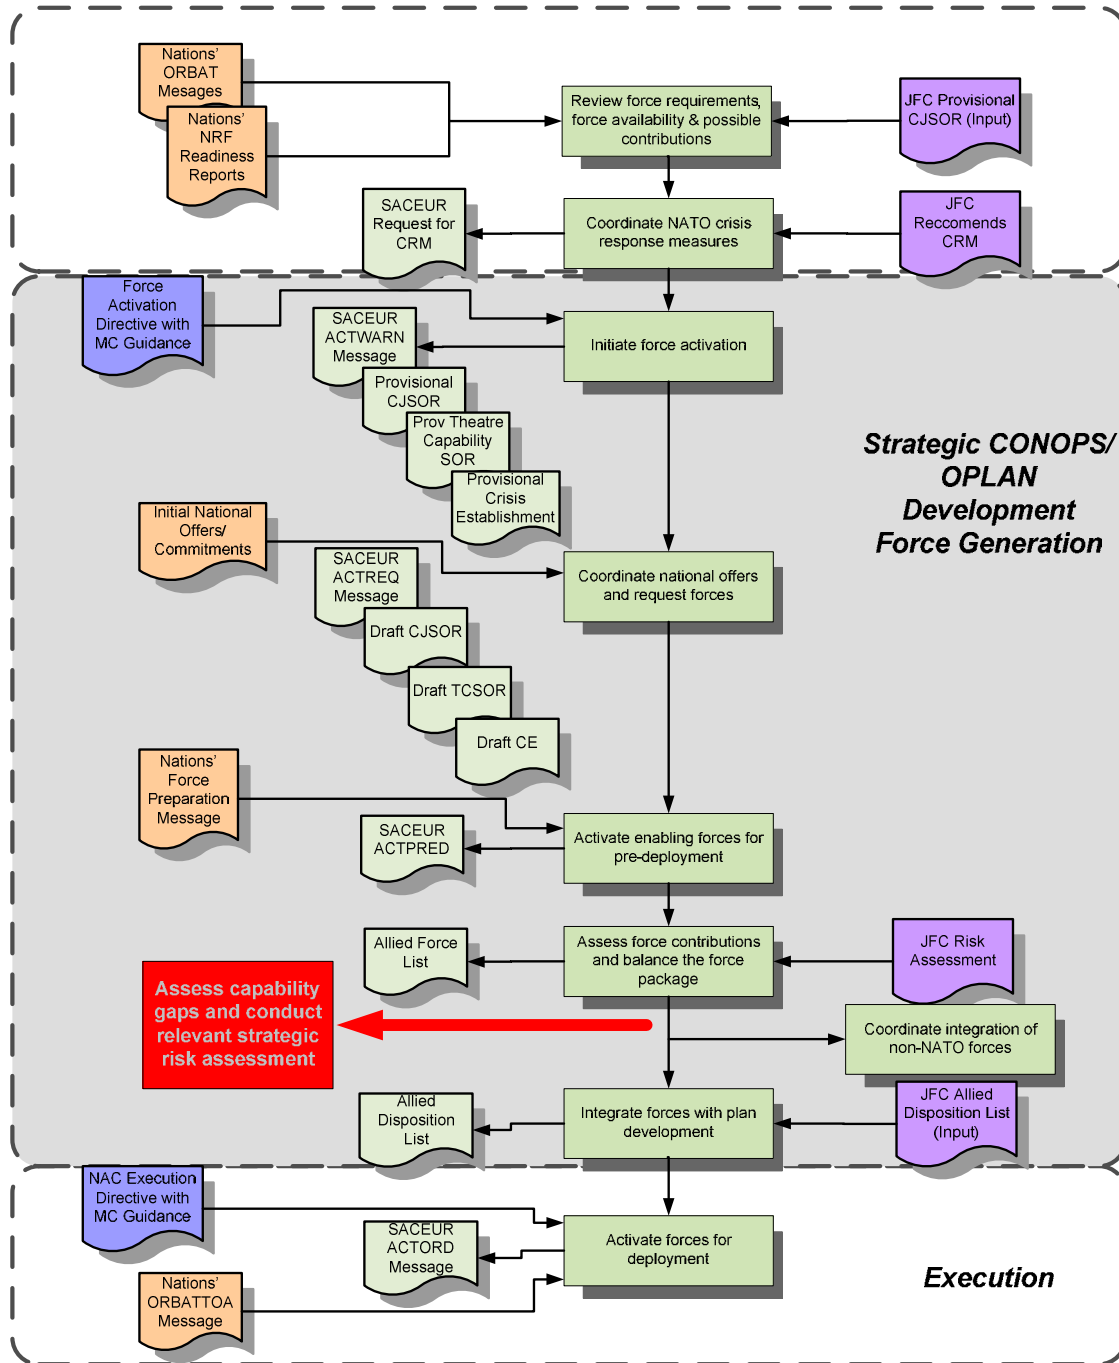 Nations'
ORBAT
Mesages
Nations'
NRF
Readiness
Reports
Review force requirements,
force availability & possible
contributions
JFC Provisional
CJSOR (Input)
SACEUR
Request for
CRM
Coordinate NATO crisis
response measures
JFC
Reccomends
CRM
Force
Activation
Directive with
MC Guidance
SACEUR
ACTWARN
Message
Initiate force activation
Provisional
CJSOR
Prov Theatre
Capability
SOR
Provisional
Crisis
Establishment
Strategic CONOPS/
OPLAN
Development
Force Generation
Initial National
Offers/
Commitments
SACEUR
ACTREQ
Message
Coordinate national offers
and request forces
Draft CJSOR
Draft TCSOR
Draft CE
Nations'
Force
Preparation
Message
SACEUR
ACTPRED
Activate enabling forces for
pre-deployment
Allied Force
List
Assess force contributions
and balance the force
package
JFC Risk
Assessment
Assess capability
gaps and conduct
relevant strategic
risk assessment
Coordinate integration of
non-NATO forces
Allied
Disposition
List
Integrate forces with plan
development
JFC Allied
Disposition List
(Input)
NAC Execution
Directive with
MC Guidance
SACEUR
ACTORD
Message
Activate forces for
deployment
Nations'
ORBATTOA
Message
Execution